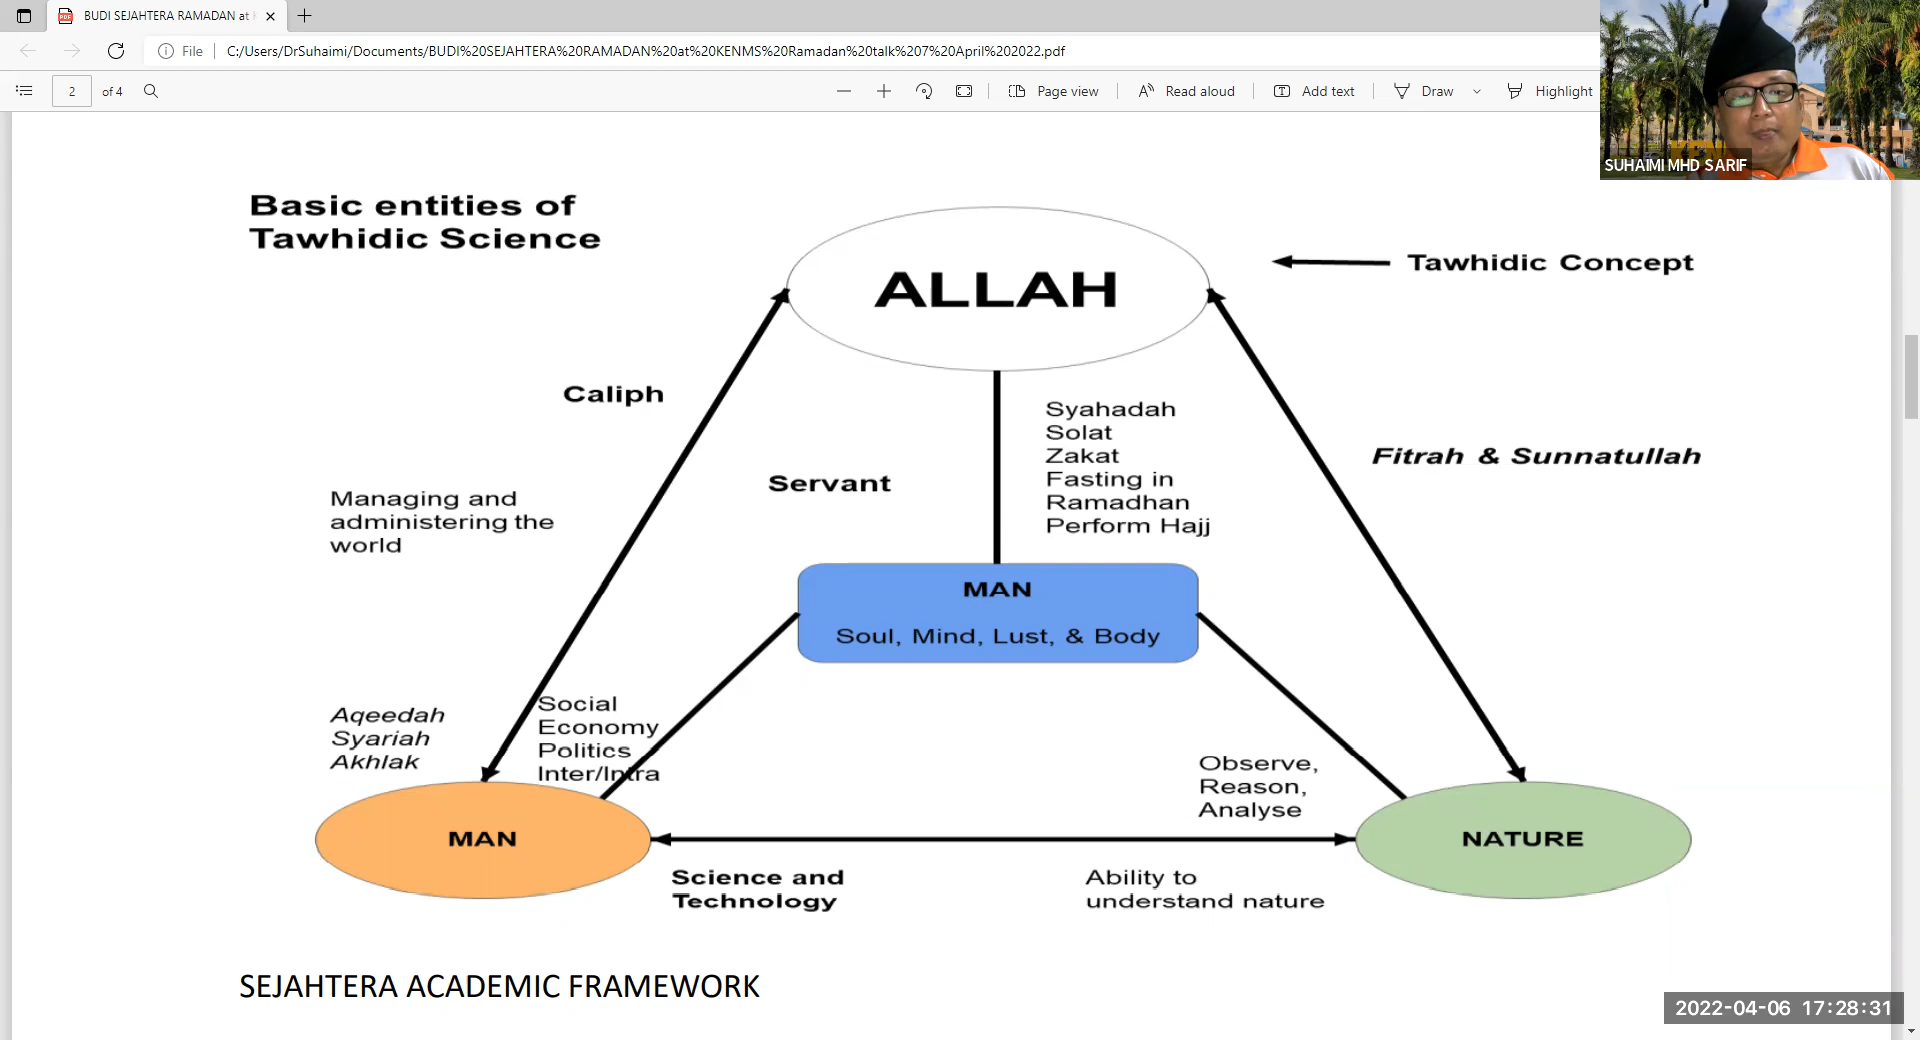 BUDI SEJAHTERA RAMADAN at
File
C:/Users/DrSuhaimi/Documents/BUDI%20SEJAHTERA%20RAMADAN%20at%20KENMS%20Ramadan%20talk%207%20April%202022.pdf
2 of 4
Page view
Read aloud
Add text
Draw
Highlight
SUHAIMI MHD SARIF
Basic entities of
Tawhidic Science
ALLAH
Tawhidic Concept
Caliph
Syahadah
Solat
Zakat
Fasting in
Ramadhan
Perform Hajj
Fitrah & Sunnatullah
Servant
Managing and
administering the
world
MAN
Soul, Mind, Lust, & Body
Aqeedah
Syariah
Akhlak
Social
Economy
Politics
Inter/Intra
Observe,
Reason,
Analyse
MAN
NATURE
Science and
Technology
Ability to
understand nature
SEJAHTERA ACADEMIC FRAMEWORK
2022-04-06 17:28:31